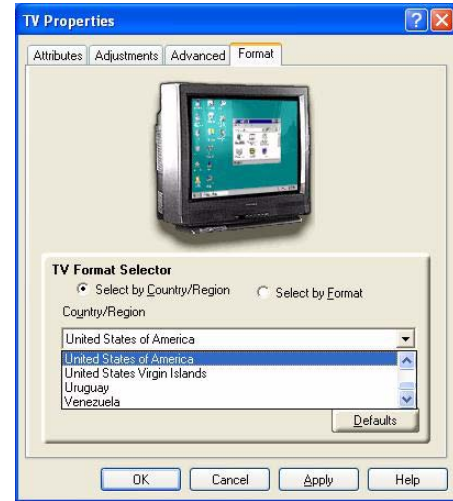 TV Properties
Attributes Adjustments Advanced Format
TV Format Selector
Select by Country/Region Select by Format
Country/Region
United States of America
United States of America
United States Virgin Islands
Uruguay
Venezuela
Defaults
OK Cancel Apply Help